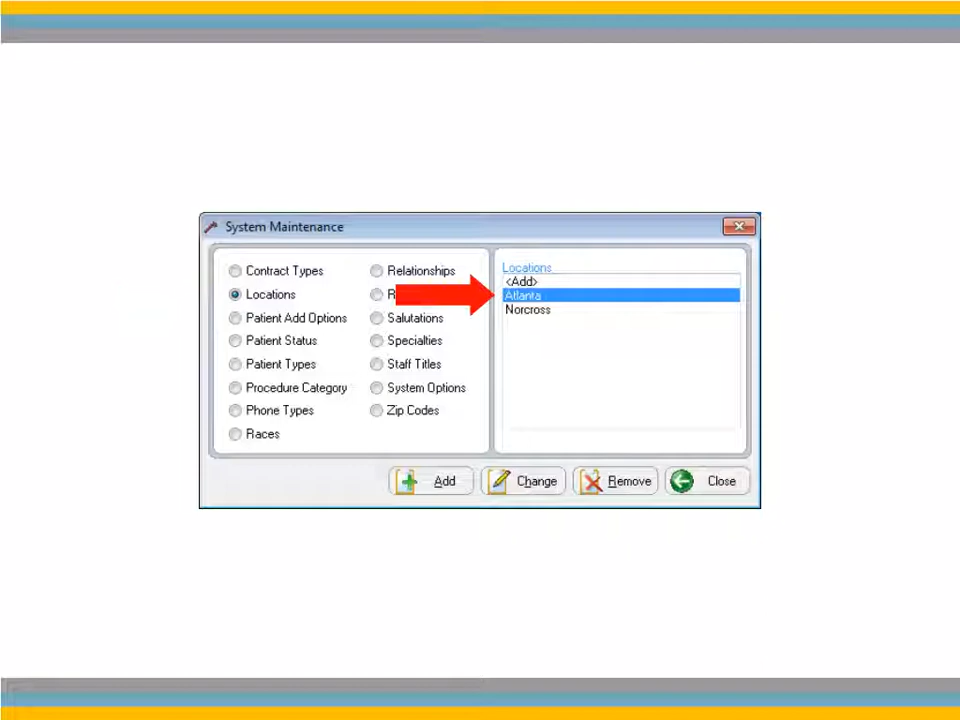 System Maintenance
Contract Types
Locations
Patient Add Options
Patient Status
Patient Types
Procedure Category
Phone Types
Races
Relationships
Salutations
Specialties
Staff Titles
System Options
Zip Codes
Locations
<Add>
Atlanta
Norcross
Add
Change
Remove
Close